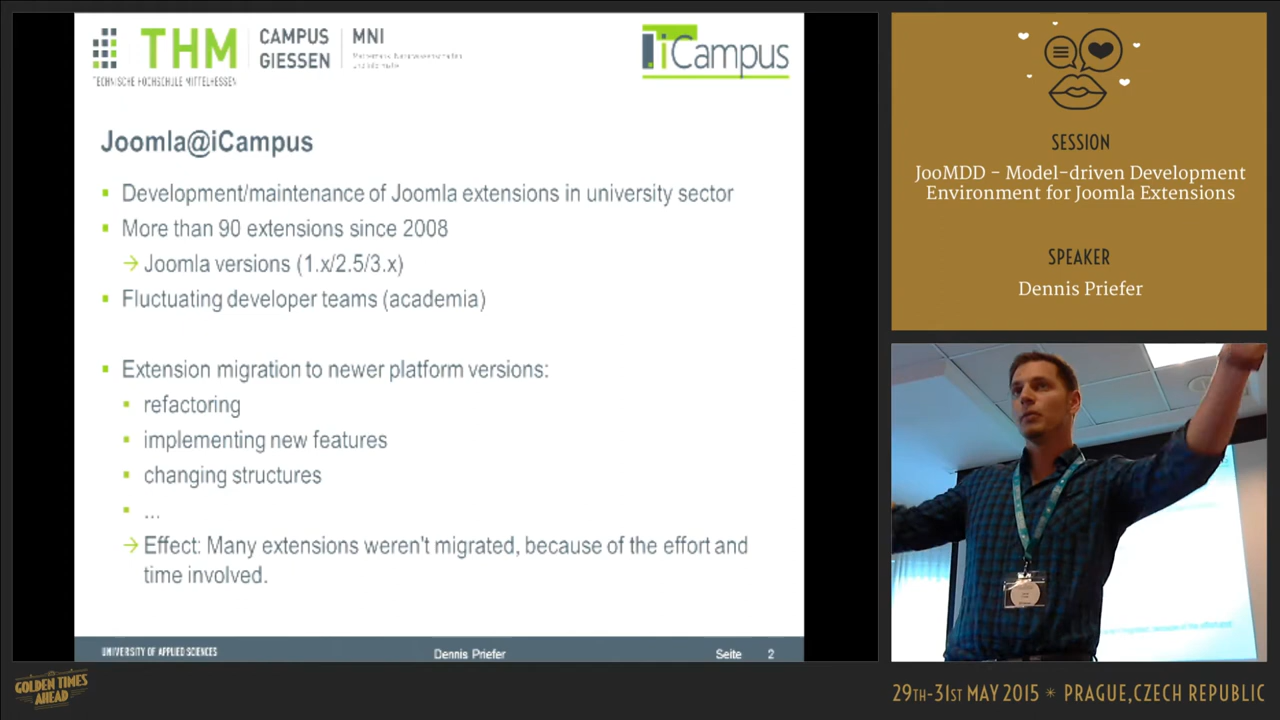 THM
CAMPUS
GIESSEN
MNI
TECHNISCHE HOCHSCHULE MITTELHESSEN
iCampus
Joomla@iCampus
Development/maintenance of Joomla extensions in university sector
More than 90 extensions since 2008
→ Joomla versions (1.x/2.5/3.x)
Fluctuating developer teams (academia)
Extension migration to newer platform versions:
refactoring
implementing new features
changing structures
...
→ Effect: Many extensions weren't migrated, because of the effort and
time involved.
UNIVERSITY OF APPLIED SCIENCES
Dennis Priefer
Seite 2
SESSION
JooMDD - Model-driven Development
Environment for Joomla Extensions
SPEAKER
Dennis Priefer
GOLDEN TIMES
AHEAD
29TH-31ST MAY 2015 * PRAGUE,CZECH REPUBLIC